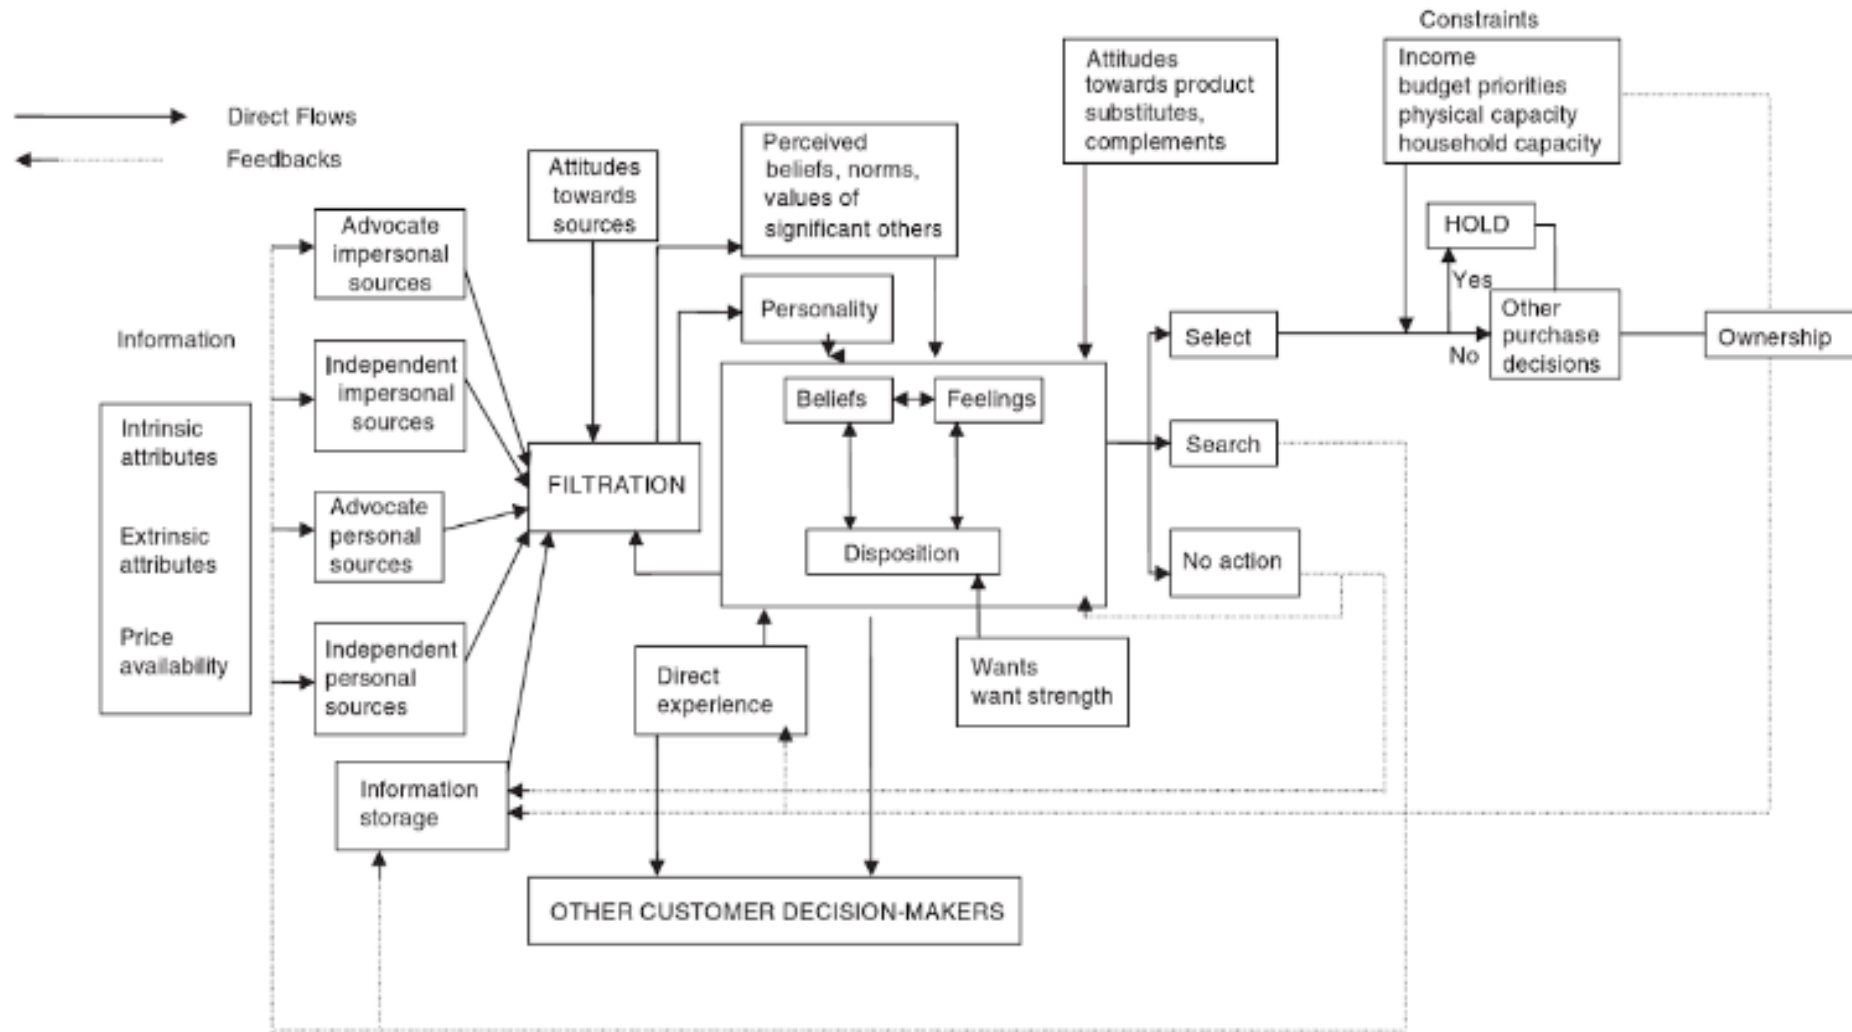 Constraints
Direct Flows
Feedbacks
Attitudes
towards
sources
Perceived
beliefs, norms,
values of
significant others
Attitudes
towards product
substitutes,
complements
Income
budget priorities
physical capacity
household capacity
Advocate
impersonal
sources
Personality
HOLD
Yes
No
Select
Other
purchase
decisions
Ownership
Information
Independent
impersonal
sources
Beliefs
Feelings
Intrinsic
attributes
Extrinsic
attributes
Price
availability
FILTRATION
Search
Advocate
personal
sources
Disposition
No action
Independent
personal
sources
Direct
experience
Wants
want strength
Information
storage
OTHER CUSTOMER DECISION-MAKERS